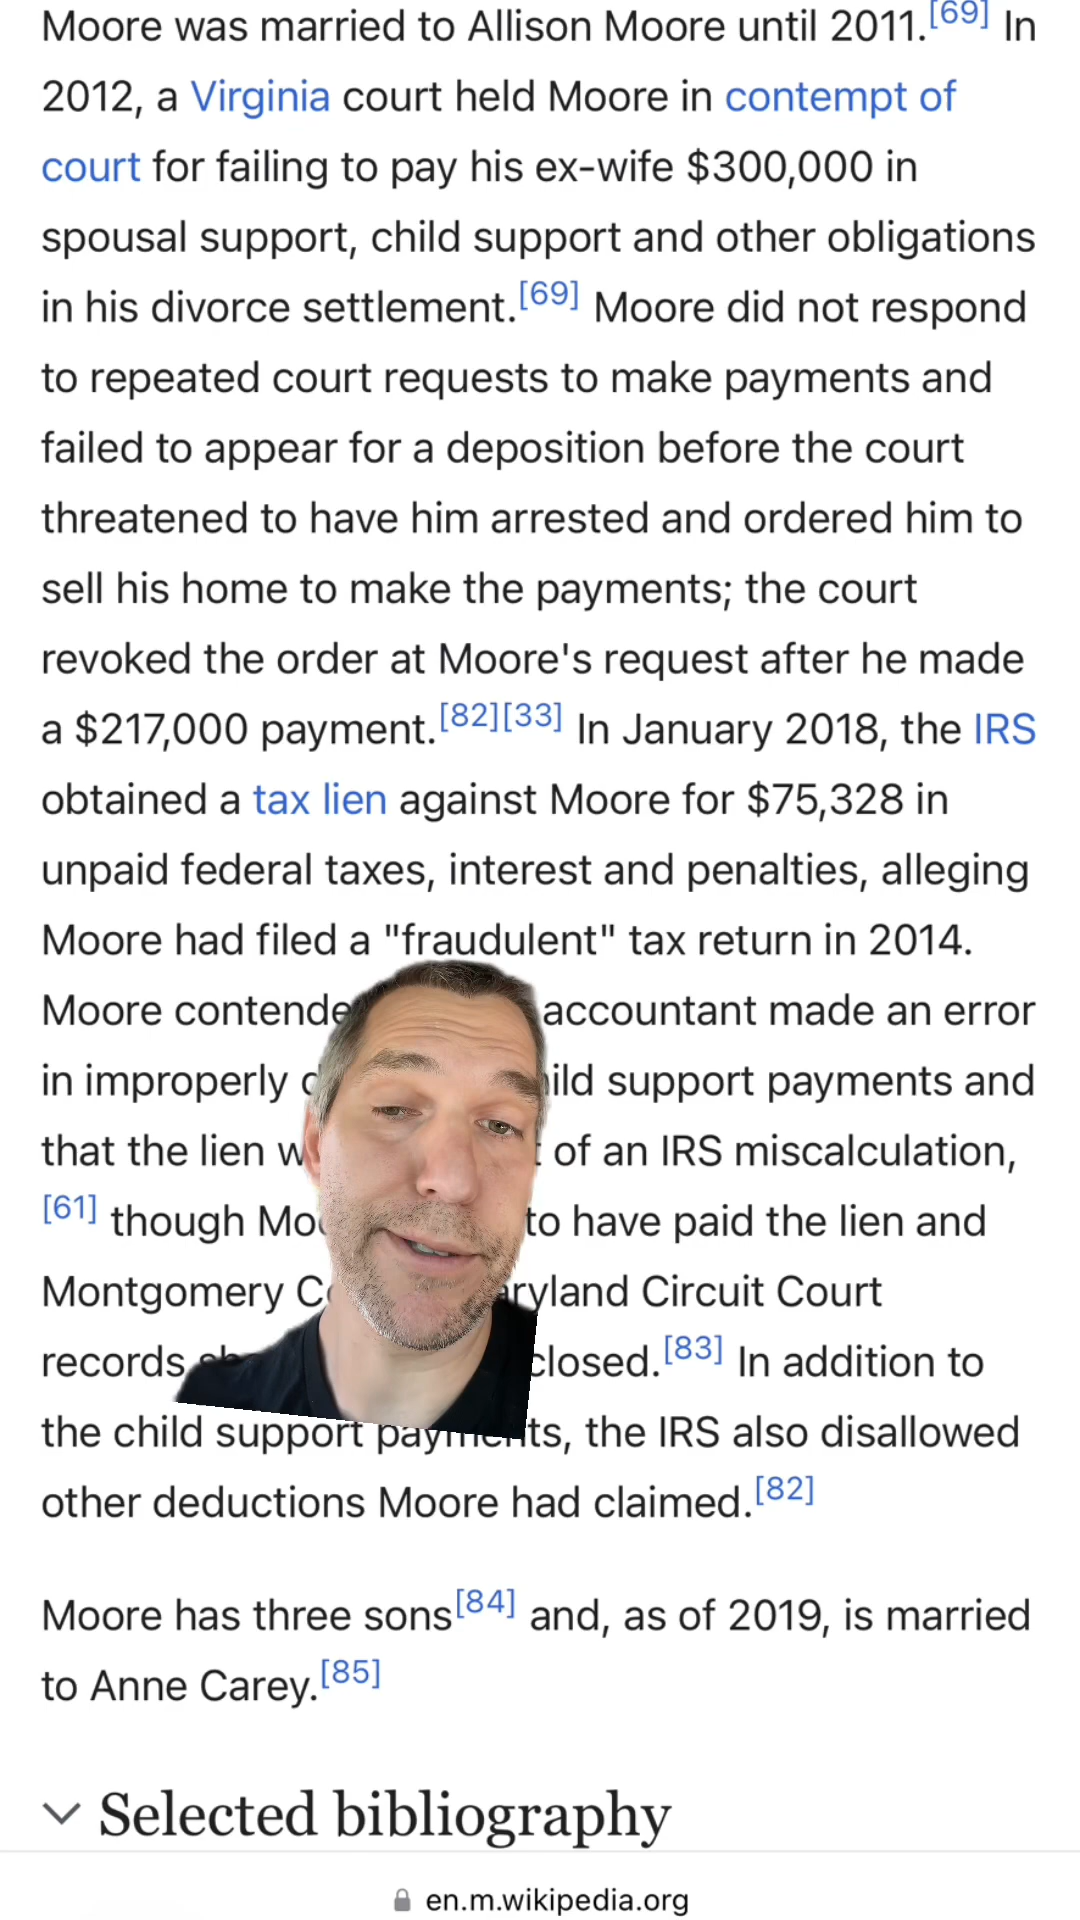 Moore was married to Allison Moore until 2011.[69] In
2012, a Virginia court held Moore in contempt of
court for failing to pay his ex-wife $300,000 in
spousal support, child support and other obligations
in his divorce settlement.[69] Moore did not respond
to repeated court requests to make payments and
failed to appear for a deposition before the court
threatened to have him arrested and ordered him to
sell his home to make the payments; the court
revoked the order at Moore's request after he made
a $217,000 payment.[82][33] In January 2018, the IRS
obtained a tax lien against Moore for $75,328 in
unpaid federal taxes, interest and penalties, alleging
Moore had filed a "fraudulent" tax return in 2014.
Moore accountant made an error
in improperly support payments and
that the lien of an IRS miscalculation,
[61] though to have paid the lien and
Montgomery Circuit Court
records closed.[83] In addition to
the child support payments, the IRS also disallowed
other deductions Moore had claimed.[82]
Moore has three sons[84] and, as of 2019, is married
to Anne Carey.[85]
Selected bibliography
en.m.wikipedia.org